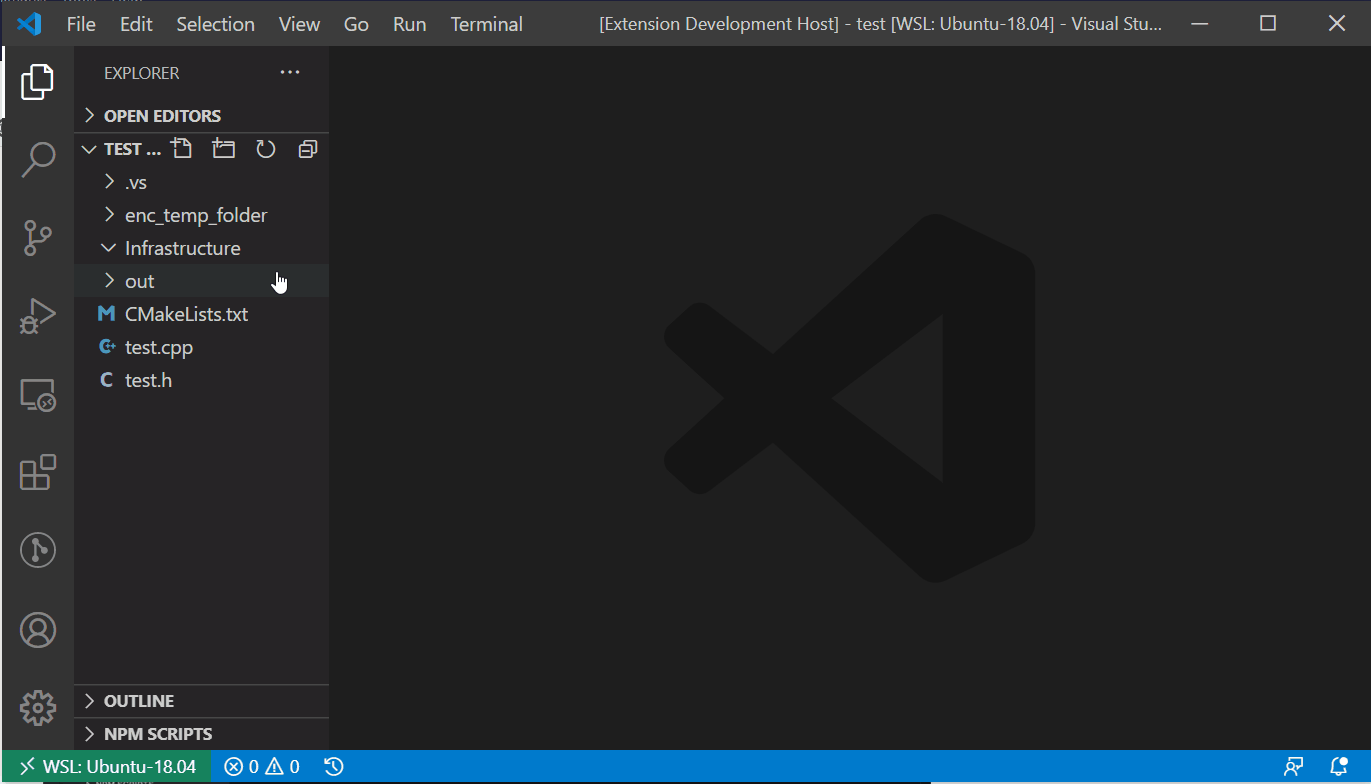 File Edit Selection View Go Run Terminal [Extension Development Host] - test [WSL: Ubuntu-18.04] - Visual Stu...
EXPLORER
OPEN EDITORS
TEST ...
.vs
enc_temp_folder
Infrastructure
out
CMakeLists.txt
test.cpp
test.h
OUTLINE
NPM SCRIPTS
WSL: Ubuntu-18.04 0 0